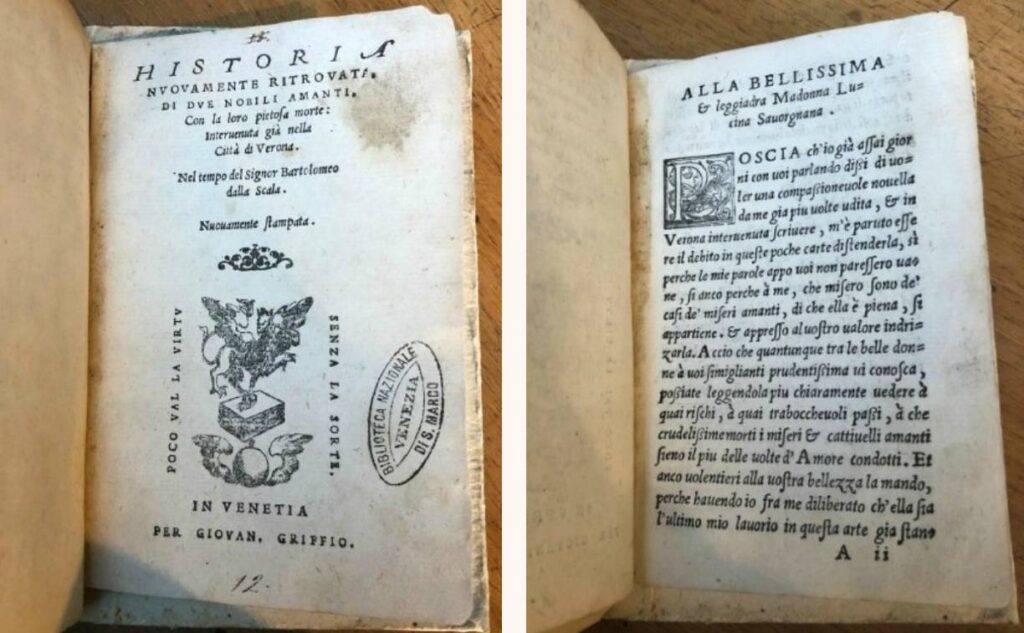 HISTORIA
NVOVAMENTE RITROVATA
DI DVE NOBILI AMANTI.
Con la loro pietosa morte:
Interuenuta già nella
Città di Verona.
Nel tempo del Signor Bartolomeo
dalla Scala.
Nuouamente stampata.
POCO VAL LA VIRTV
SENZA LA SORTE.
BIBLIOTECA NAZIONALE
VENEZIA
DI S. MARCO
IN VENETIA
PER GIOVAN. GRIFFIO.
12.
ALLA BELLISSIMA
& leggiadra Madonna Lu-
cina Sauorgnana.
POSCIA ch'io già assai gior
ni con uoi parlando dissi di uo-
ler una compassioneuole nouella
da me gia piu uolte udita, & in
Verona interuenuta scriuere, m'è paruto esse
re il debito in queste poche carte distenderla, sì
perche le mie parole appo uoi non paressero ua=
ne, si anco perche à me, che misero sono de'
casi de' miseri amanti, di che ella è piena, si
appartiene. & appresso al uostro ualore indri=
zarla. Accio che quantunque tra le belle don=
ne à uoi simiglianti prudentissima ui conosca,
possiate leggendola piu chiaramente uedere à
quai rischi, à quai traboccheuoli passi, à che
crudelissime morti i miseri & cattiuelli amanti
sieno il piu delle uolte d'Amore condotti. Et
anco uolentieri alla uostra bellezza la mando,
perche hauendo io fra me diliberato ch'ella sia
l'ultimo mio lauorio in questa arte gia stan=
A ii